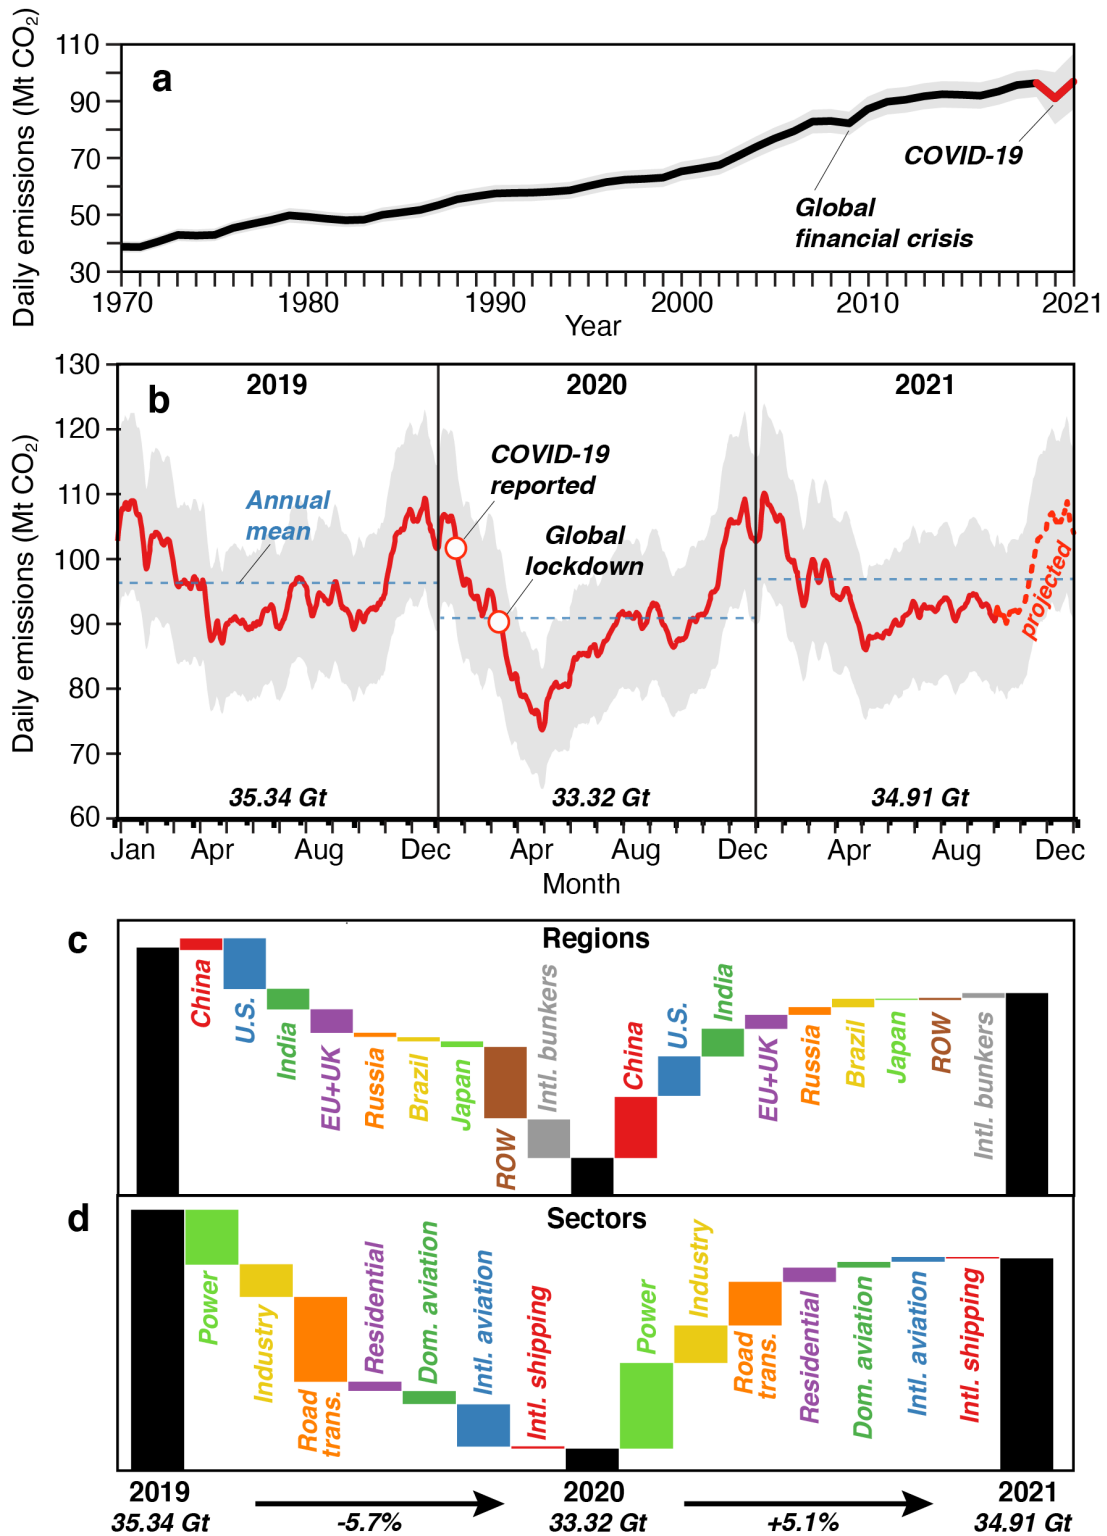 Daily emissions (Mt CO₂)
110
90
70
50
30
a
COVID-19
Global
financial crisis
1970
1980
1990
2000
2010
2021
Year
Daily emissions (Mt CO₂)
130
120
110
100
90
80
70
60
b
2019
2020
2021
COVID-19
reported
Annual
mean
Global
lockdown
projected
35.34 Gt
33.32 Gt
34.91 Gt
Jan
Apr
Aug
Dec
Apr
Aug
Dec
Apr
Aug
Dec
Month
c
Regions
China
U.S.
India
EU+UK
Russia
Brazil
Japan
ROW
Intl. bunkers
China
U.S.
India
EU+UK
Russia
Brazil
Japan
ROW
Intl. bunkers
d
Sectors
Power
Industry
Road
trans.
Residential
Dom. aviation
Intl. aviation
Intl. shipping
Power
Industry
Road
trans.
Residential
Dom. aviation
Intl. aviation
Intl. shipping
2019
2020
2021
35.34 Gt
-5.7%
33.32 Gt
+5.1%
34.91 Gt